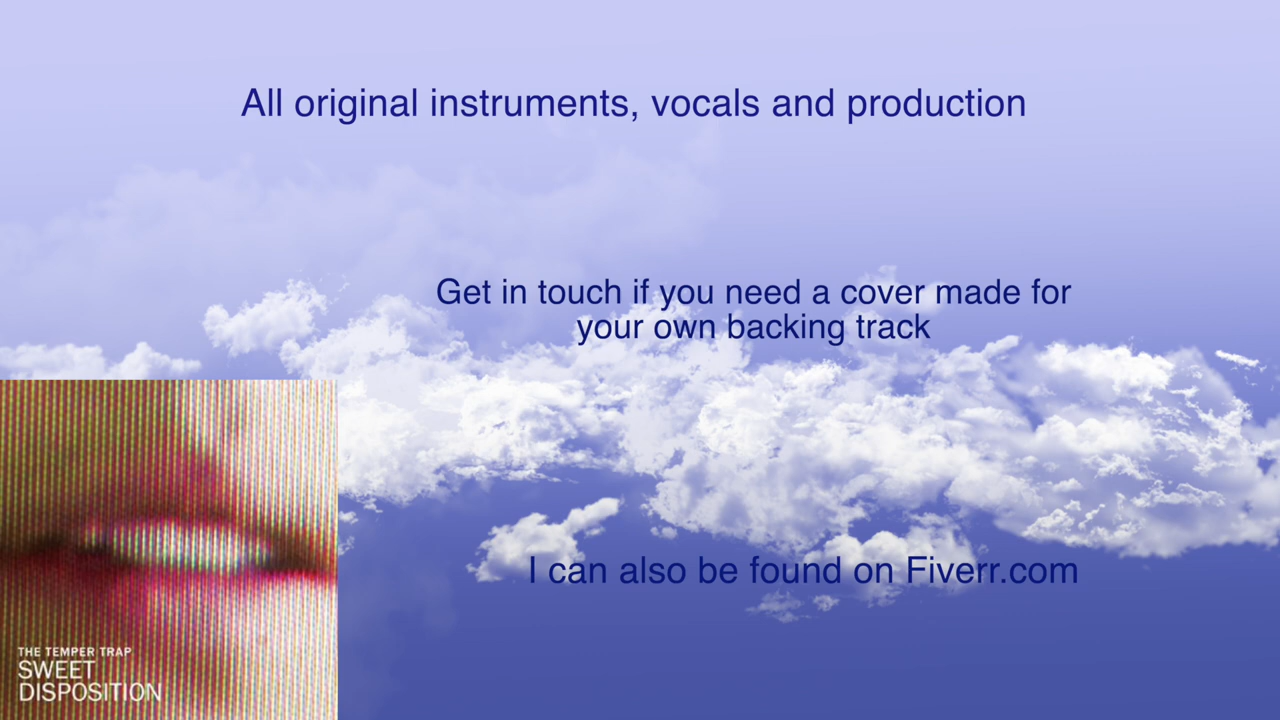 All original instruments, vocals and production
Get in touch if you need a cover made for
your own backing track
I can also be found on Fiverr.com
THE TEMPER TRAP
SWEET
DISPOSITION